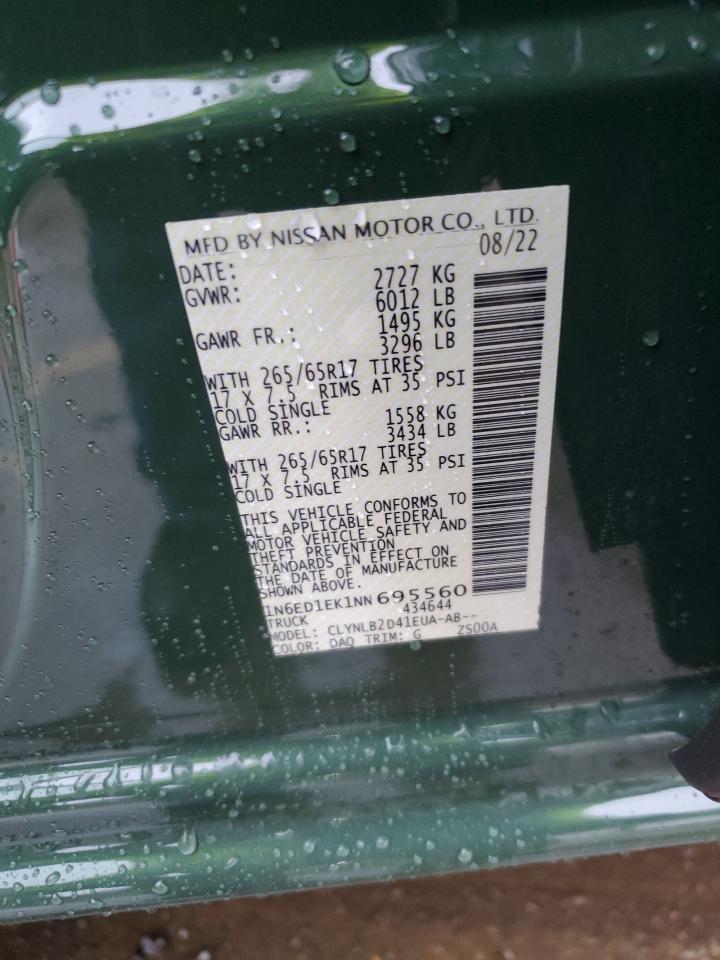 MFD BY NISSAN MOTOR CO., LTD.
DATE: 08/22
GVWR: 2727 KG
6012 LB
GAWR FR.: 1495 KG
3296 LB
WITH 265/65R17 TIRES
17 X 7.5 RIMS AT 35 PSI
COLD SINGLE
GAWR RR.: 1558 KG
3434 LB
WITH 265/65R17 TIRES
17 X 7.5 RIMS AT 35 PSI
COLD SINGLE
THIS VEHICLE CONFORMS TO
ALL APPLICABLE FEDERAL
MOTOR VEHICLE SAFETY AND
THEFT PREVENTION
STANDARDS IN EFFECT ON
THE DATE OF MANUFACTURE
SHOWN ABOVE.
1N6ED1EK1NN695560
TRUCK 434644
MODEL: CLYNLB2D41EUA-AB--
COLOR: DAQ TRIM: G ZS00A